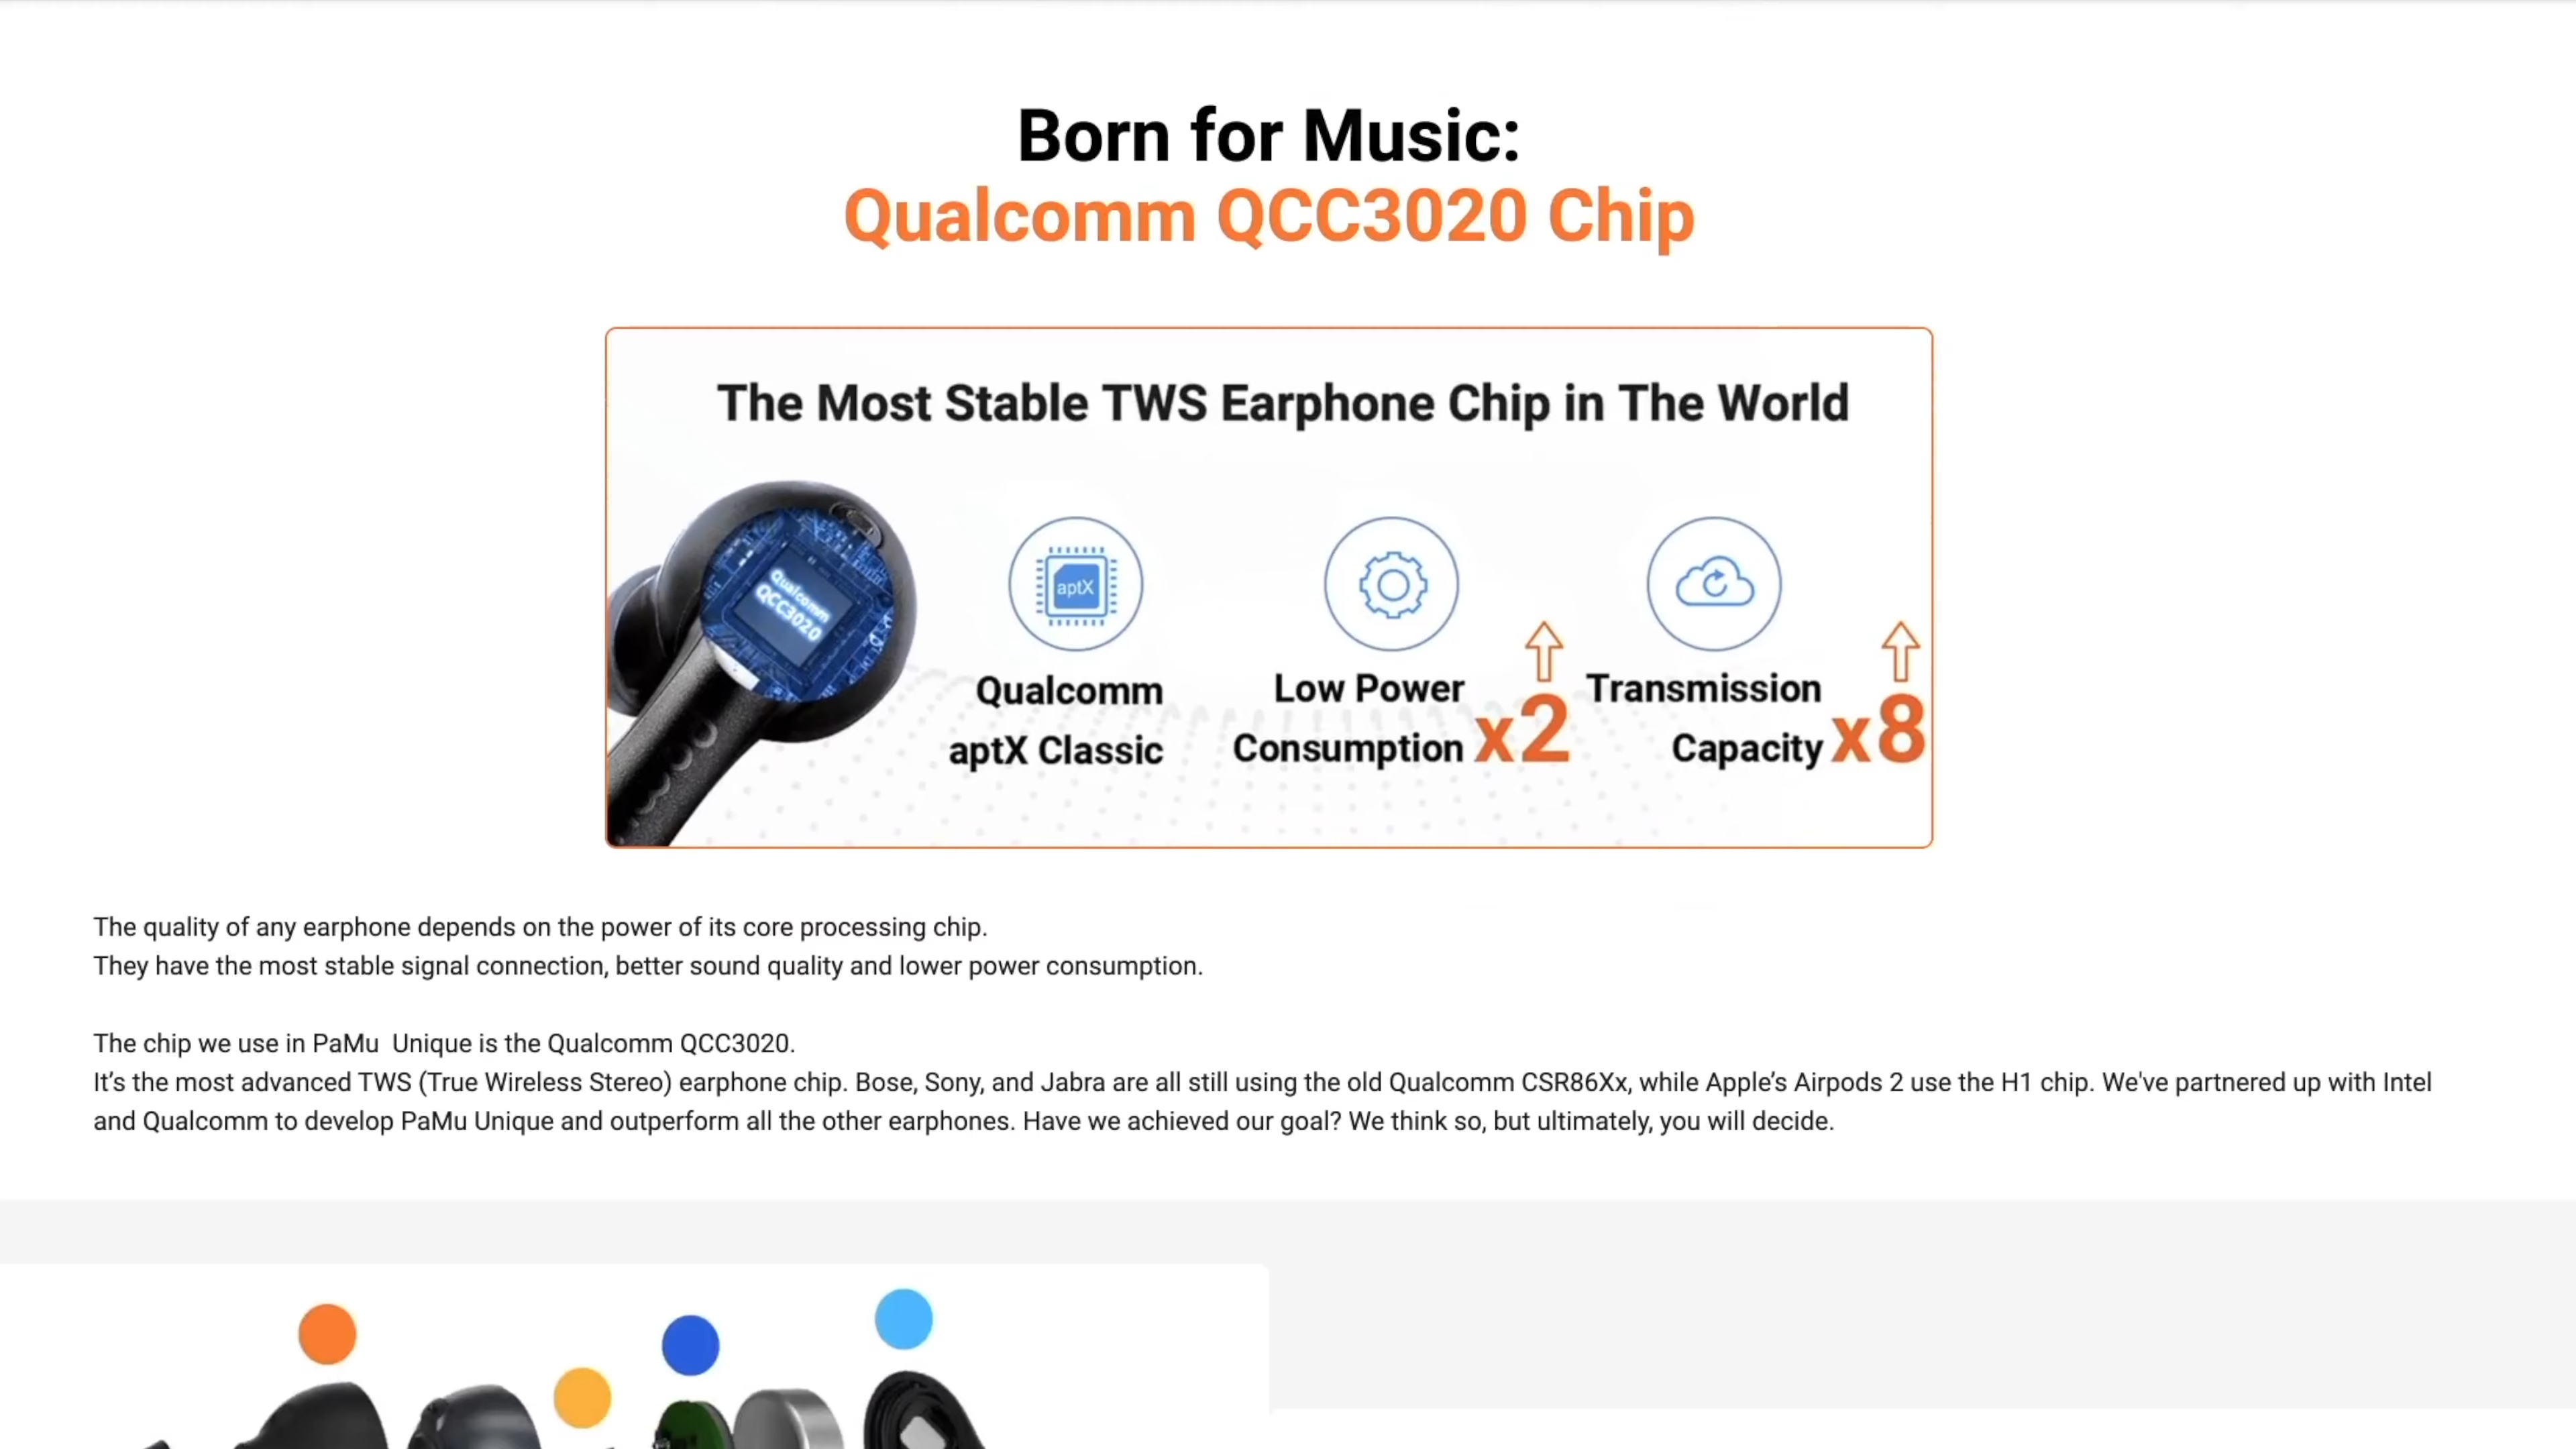 Born for Music:
Qualcomm QCC3020 Chip
The Most Stable TWS Earphone Chip in The World
Qualcomm
QCC3020
aptX
Qualcomm
aptX Classic
Low Power
Consumption x2
Transmission
Capacity x8
The quality of any earphone depends on the power of its core processing chip.
They have the most stable signal connection, better sound quality and lower power consumption.
The chip we use in PaMu  Unique is the Qualcomm QCC3020.
It’s the most advanced TWS (True Wireless Stereo) earphone chip. Bose, Sony, and Jabra are all still using the old Qualcomm CSR86Xx, while Apple’s Airpods 2 use the H1 chip. We've partnered up with Intel
and Qualcomm to develop PaMu Unique and outperform all the other earphones. Have we achieved our goal? We think so, but ultimately, you will decide.